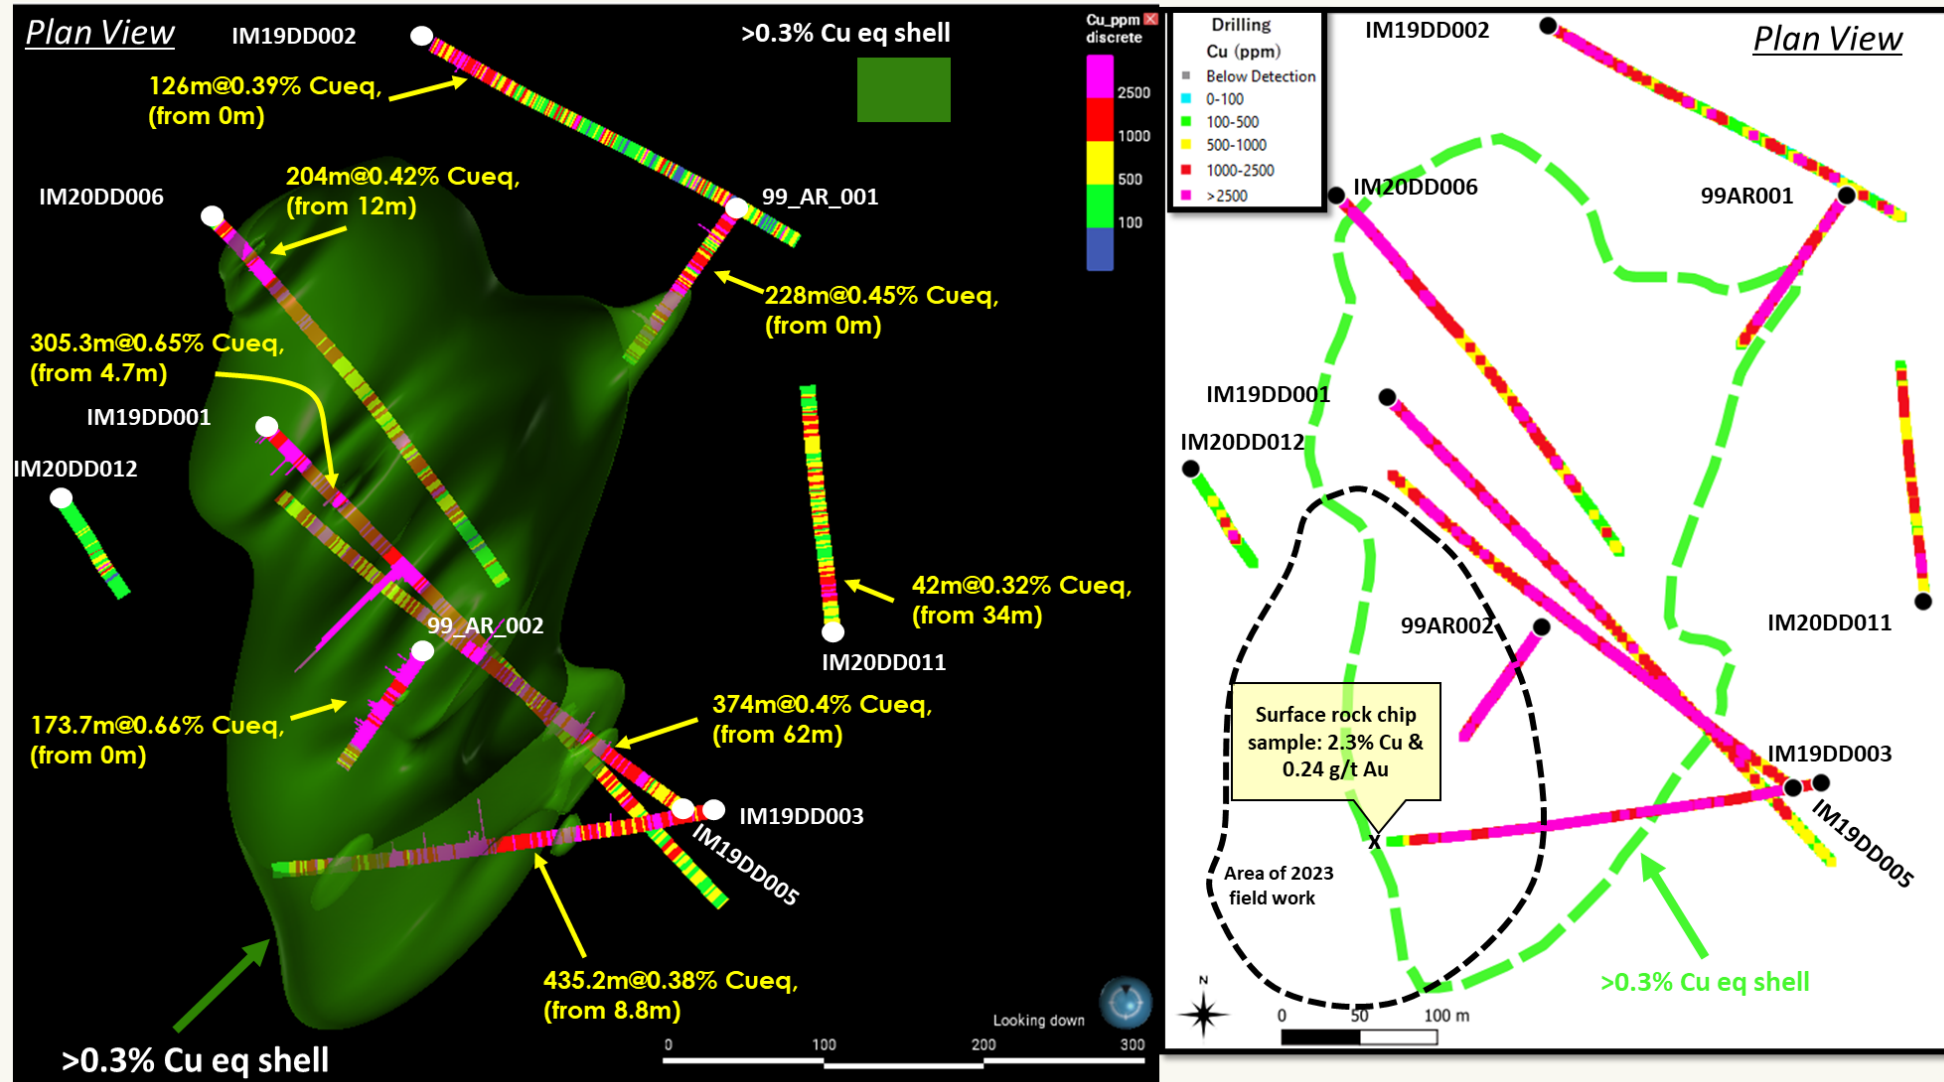 Plan View
IM19DD002
>0.3% Cu eq shell
126m@0.39% Cueq,
(from 0m)
204m@0.42% Cueq,
(from 12m)
IM20DD006
99_AR_001
228m@0.45% Cueq,
(from 0m)
305.3m@0.65% Cueq,
(from 4.7m)
IM19DD001
IM20DD012
99_AR_002
42m@0.32% Cueq,
(from 34m)
IM20DD011
173.7m@0.66% Cueq,
(from 0m)
374m@0.4% Cueq,
(from 62m)
IM19DD003
IM19DD005
435.2m@0.38% Cueq,
(from 8.8m)
>0.3% Cu eq shell
Looking down
0 100 200 300
Cu_ppm
discrete
2500
1000
500
100
Drilling
Cu (ppm)
Below Detection
0-100
100-500
500-1000
1000-2500
>2500
IM19DD002
Plan View
IM20DD006
99AR001
IM19DD001
IM20DD012
99AR002
IM20DD011
Surface rock chip
sample: 2.3% Cu &
0.24 g/t Au
X
IM19DD003
IM19DD005
Area of 2023
field work
>0.3% Cu eq shell
N
0 50 100 m